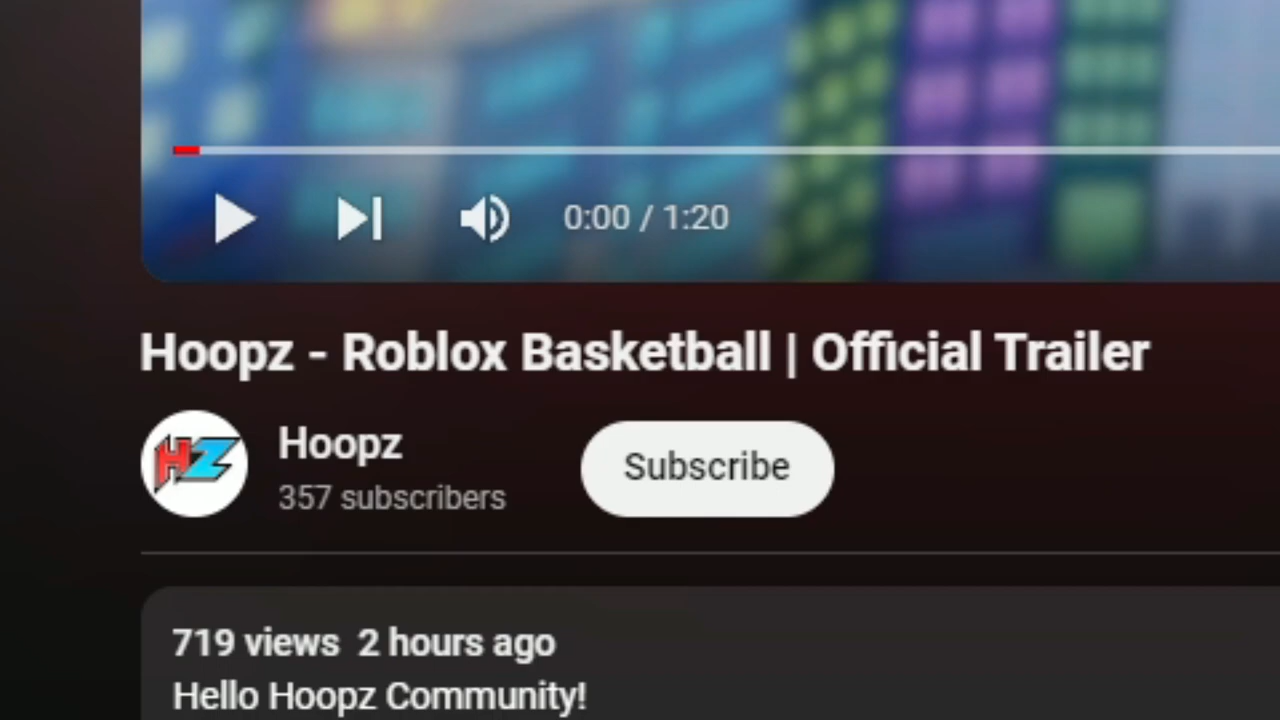 0:00 / 1:20
Hoopz - Roblox Basketball | Official Trailer
HZ
Hoopz
357 subscribers
Subscribe
719 views 2 hours ago
Hello Hoopz Community!